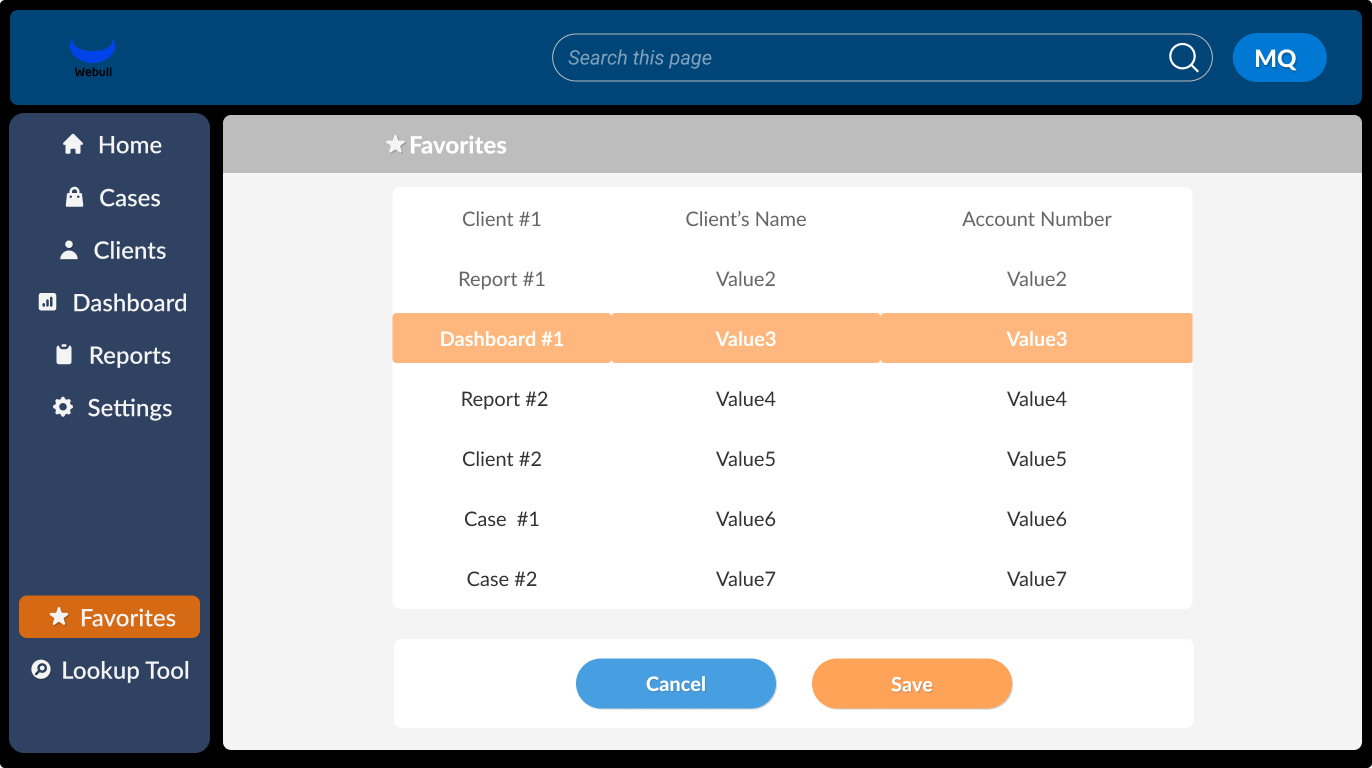 Webull
Search this page
MQ
Home
Cases
Clients
Dashboard
Reports
Settings
Favorites
Lookup Tool
Favorites
Client #1 Client’s Name Account Number
Report #1 Value2 Value2
Dashboard #1 Value3 Value3
Report #2 Value4 Value4
Client #2 Value5 Value5
Case  #1 Value6 Value6
Case #2 Value7 Value7
Cancel Save